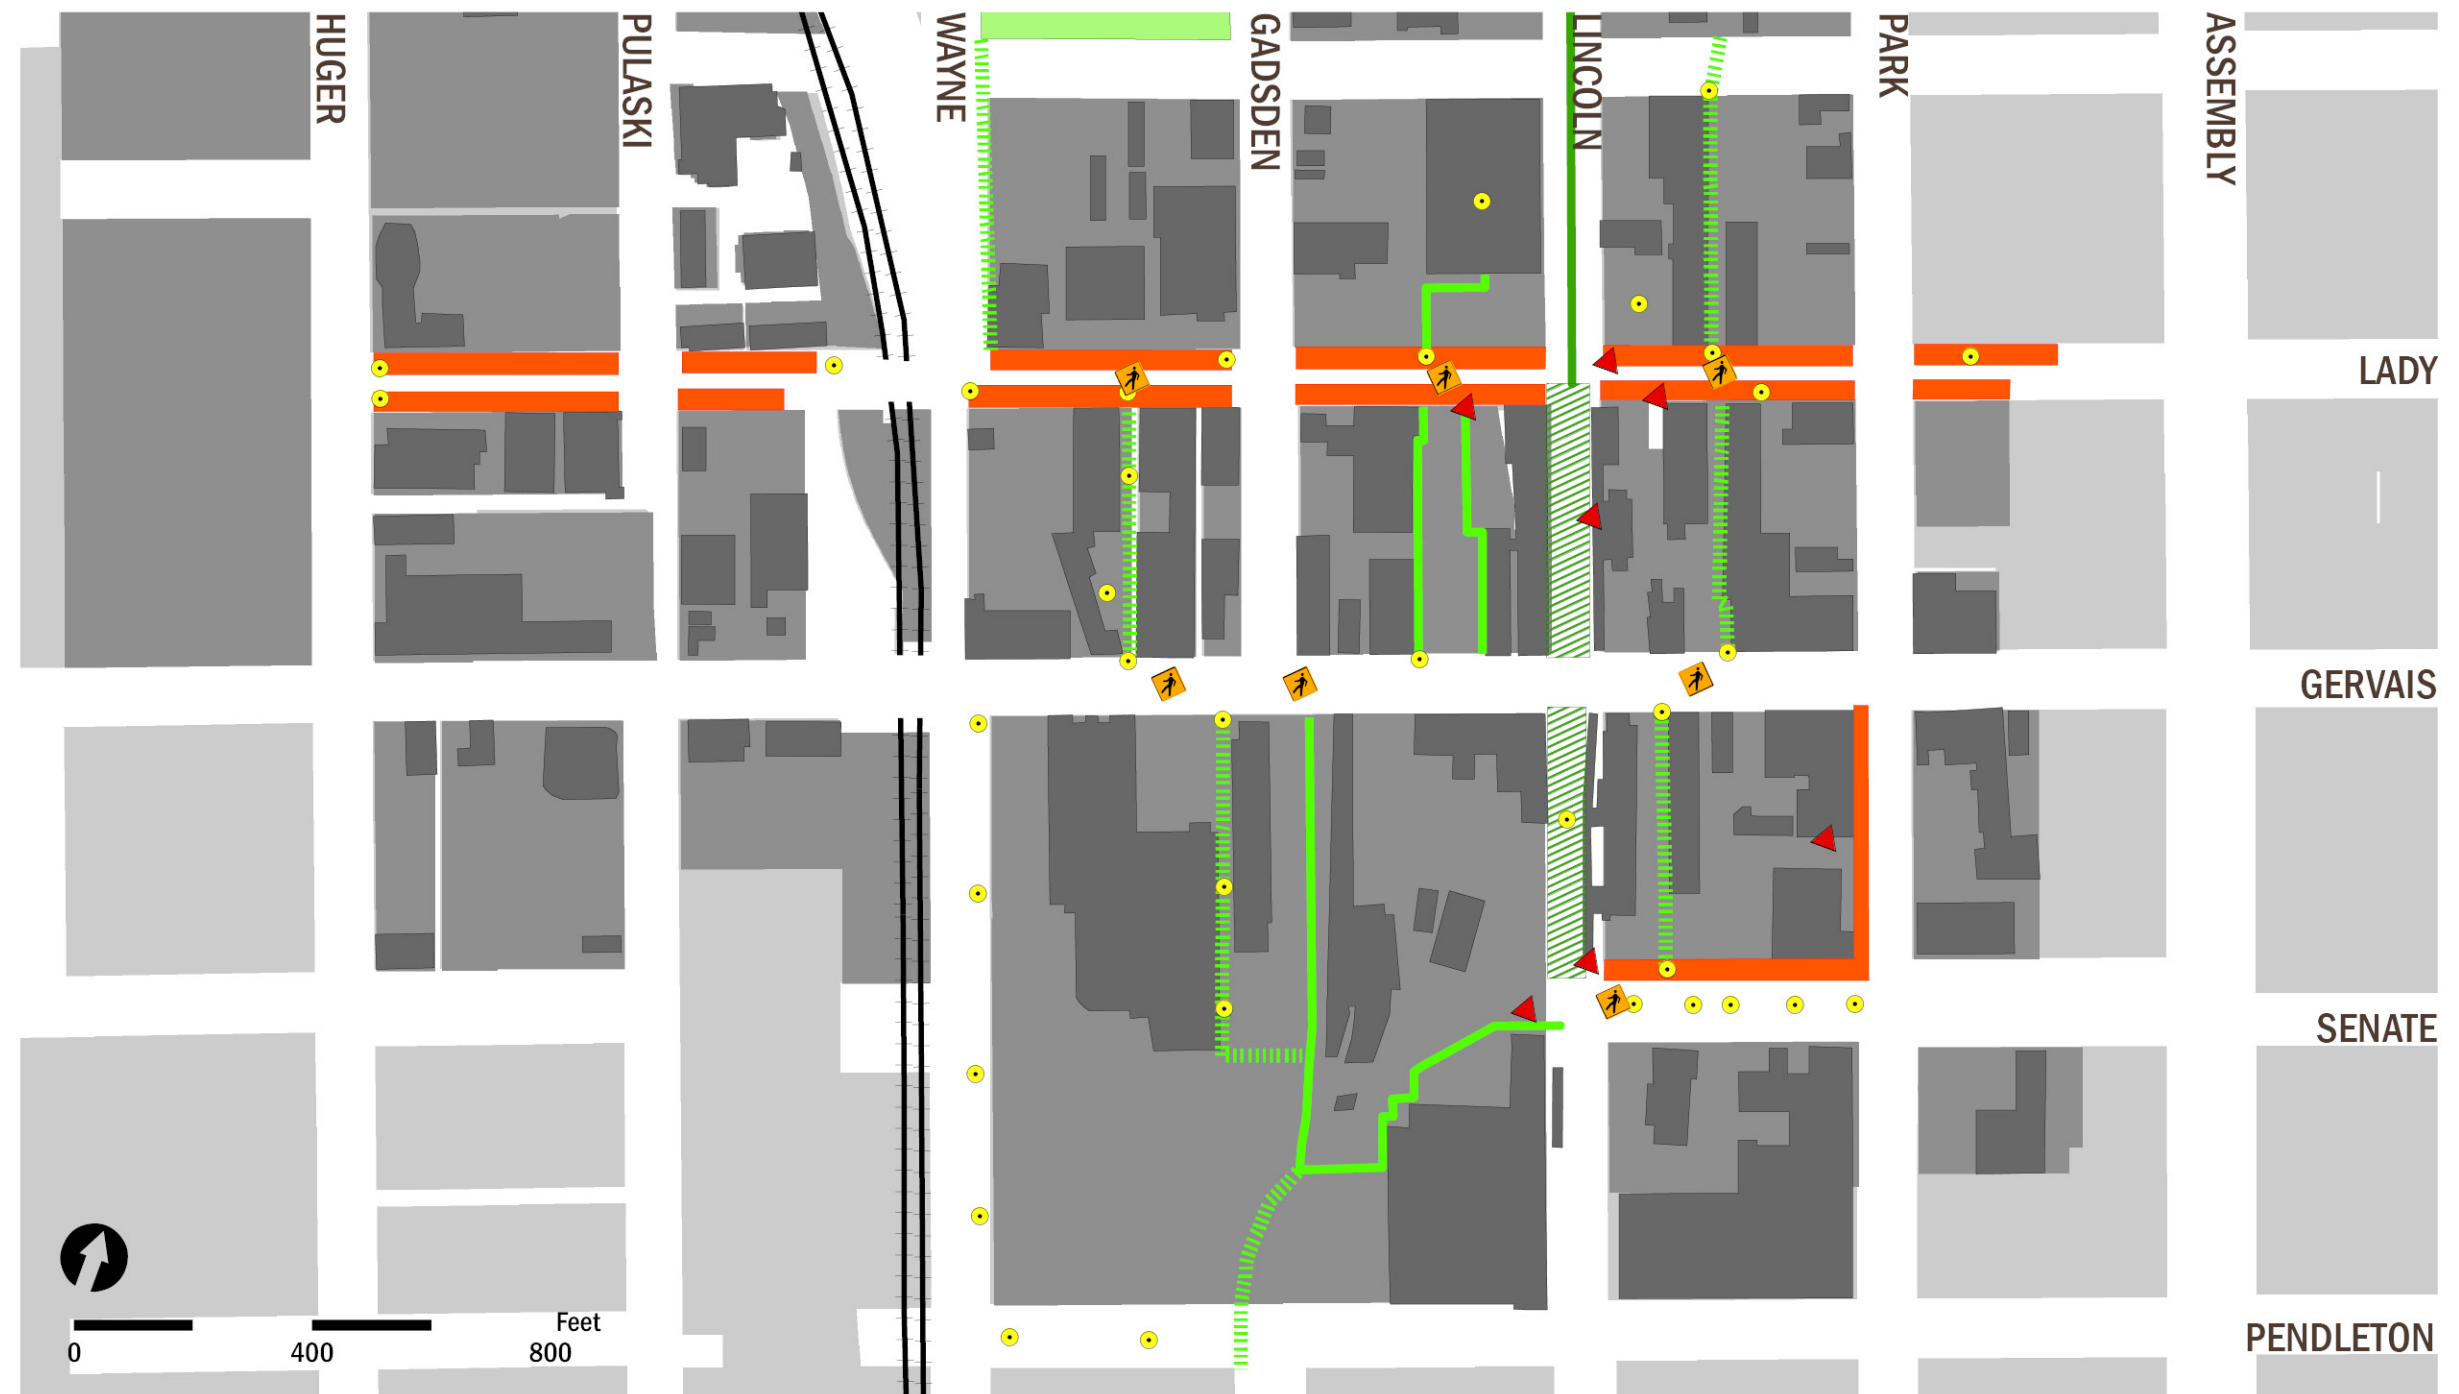 HUGER
PULASKI
WAYNE
GADSDEN
LINCOLN
PARK
ASSEMBLY
LADY
GERVAIS
SENATE
PENDLETON
Feet
0 400 800